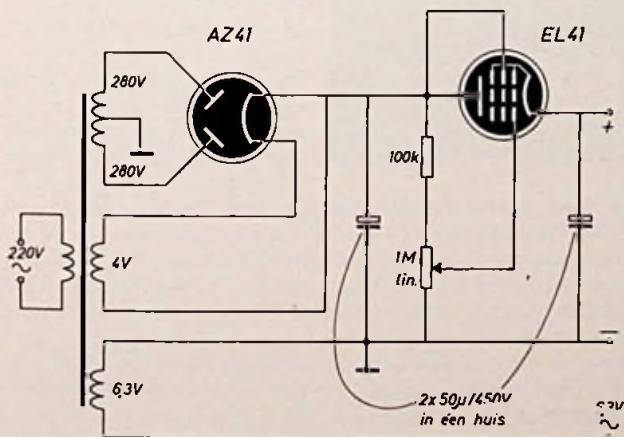 AZ41
EL41
280V
280V
100k
220V
4V
1M
lin.
+
−
6,3V
2x 50µ/450V
in één huis